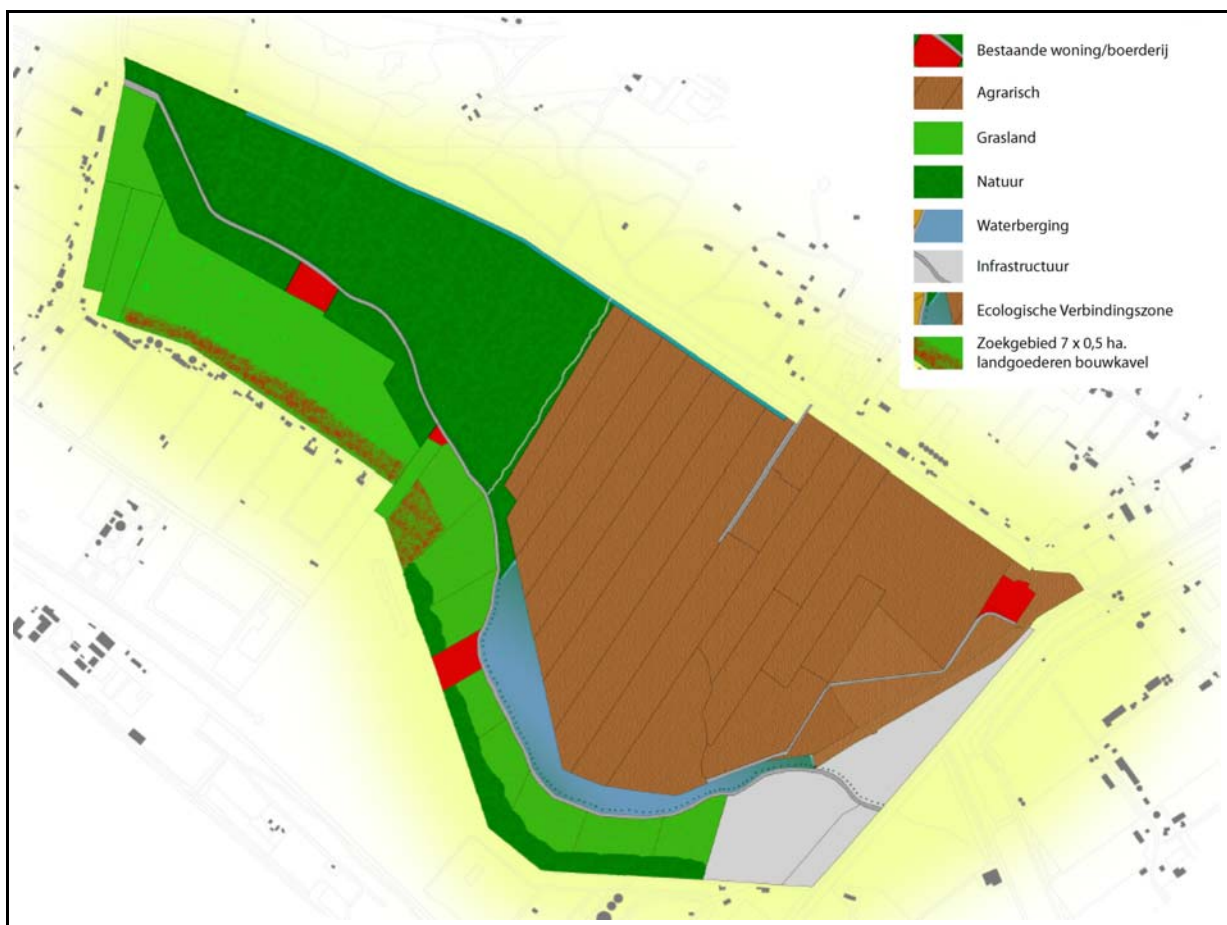 Bestaande woning/boerderij
Agrarisch
Grasland
Natuur
Waterberging
Infrastructuur
Ecologische Verbindingszone
Zoekgebied 7 x 0,5 ha.
landgoederen bouwkavel